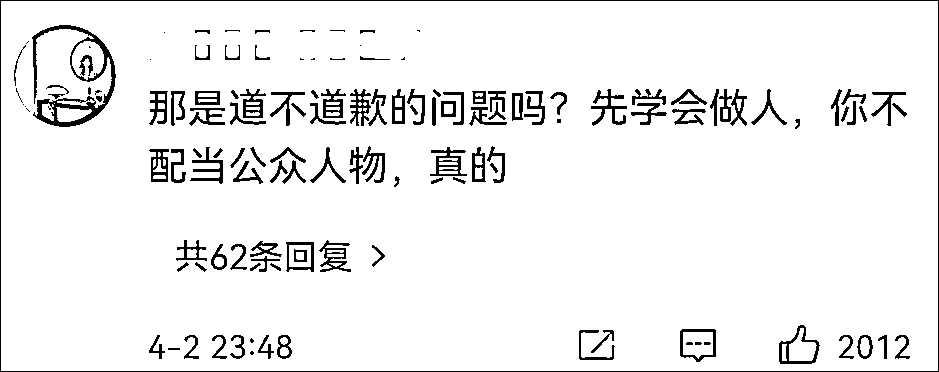 那是道不道歉的问题吗？先学会做人，你不
配当公众人物，真的
共62条回复 >
4-2 23:48
2012